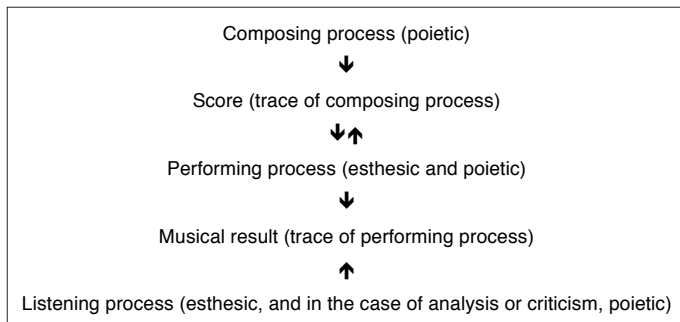 Composing process (poietic)
Score (trace of composing process)
Performing process (esthesic and poietic)
Musical result (trace of performing process)
Listening process (esthesic, and in the case of analysis or criticism, poietic)